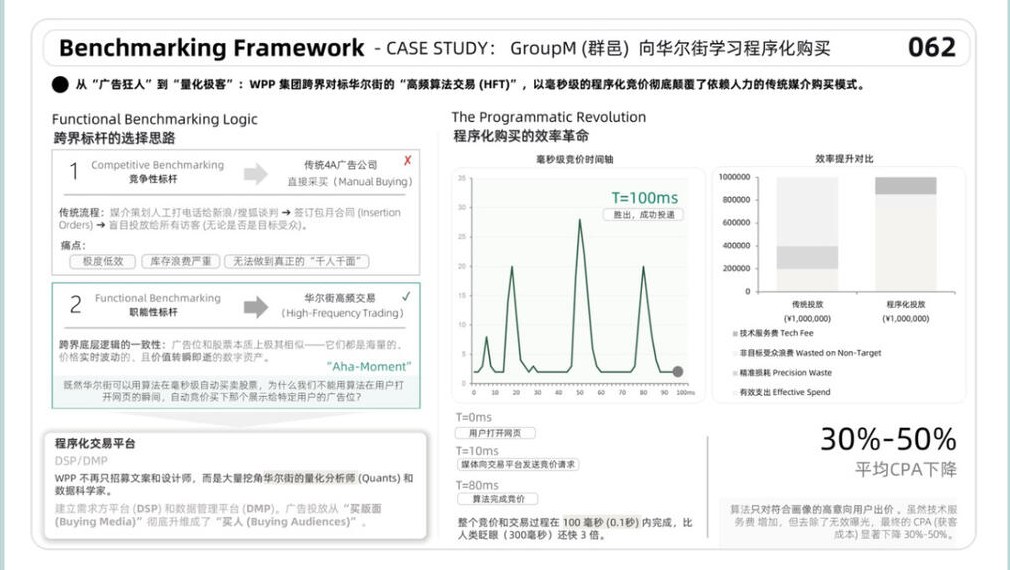 Benchmarking Framework - CASE STUDY： GroupM (群邑) 向华尔街学习程序化购买 062
从“广告狂人”到“量化极客”：WPP 集团跨界对标华尔街的“高频算法交易 (HFT)”，以毫秒级的程序化竞价彻底颠覆了依赖人力的传统媒介购买模式。
Functional Benchmarking Logic
跨界标杆的选择思路
1 Competitive Benchmarking
竞争性标杆
传统4A广告公司 ✗
直接采买（Manual Buying）
传统流程：媒介策划人工打电话给新浪/搜狐谈判 ➔ 签订包月合同 (Insertion
Orders) ➔ 盲目投放给所有访客 (无论是否是目标受众)。
痛点：
极度低效 库存浪费严重 无法做到真正的“千人千面”
2 Functional Benchmarking
职能性标杆
华尔街高频交易 ✓
（High-Frequency Trading）
跨界底层逻辑的一致性：广告位和股票本质上极其相似——它们都是海量的、
价格实时波动的、且价值转瞬即逝的数字资产。
“Aha-Moment”
既然华尔街可以用算法在毫秒级自动买卖股票，为什么我们不能用算法在用户打
开网页的瞬间，自动竞价买下那个展示给特定用户的广告位？
程序化交易平台
DSP/DMP
WPP 不再只招募文案和设计师，而是大量挖角华尔街的量化分析师 (Quants) 和
数据科学家。
建立需求方平台 (DSP) 和数据管理平台 (DMP)。广告投放从“买版面
(Buying Media)”彻底升维成了“买人 (Buying Audiences)”。
The Programmatic Revolution
程序化购买的效率革命
毫秒级竞价时间轴
T=100ms
胜出，成功投递
35
30
25
20
15
10
5
0
0 10 20 30 40 50 60 70 80 90 100ms
T=0ms
用户打开网页
T=10ms
媒体向交易平台发送竞价请求
T=80ms
算法完成竞价
整个竞价和交易过程在 100 毫秒 (0.1秒) 内完成，比
人类眨眼（300毫秒）还快 3 倍。
效率提升对比
1000000
800000
600000
400000
200000
0
传统投放 程序化投放
(¥1,000,000) (¥1,000,000)
技术服务费 Tech Fee
非目标受众浪费 Wasted on Non-Target
精准损耗 Precision Waste
有效支出 Effective Spend
30%-50%
平均CPA下降
算法只对符合画像的高意向用户出价。虽然技术服
务费 增加，但去除了无效曝光，最终的 CPA (获客
成本) 显著下降 30%-50%。